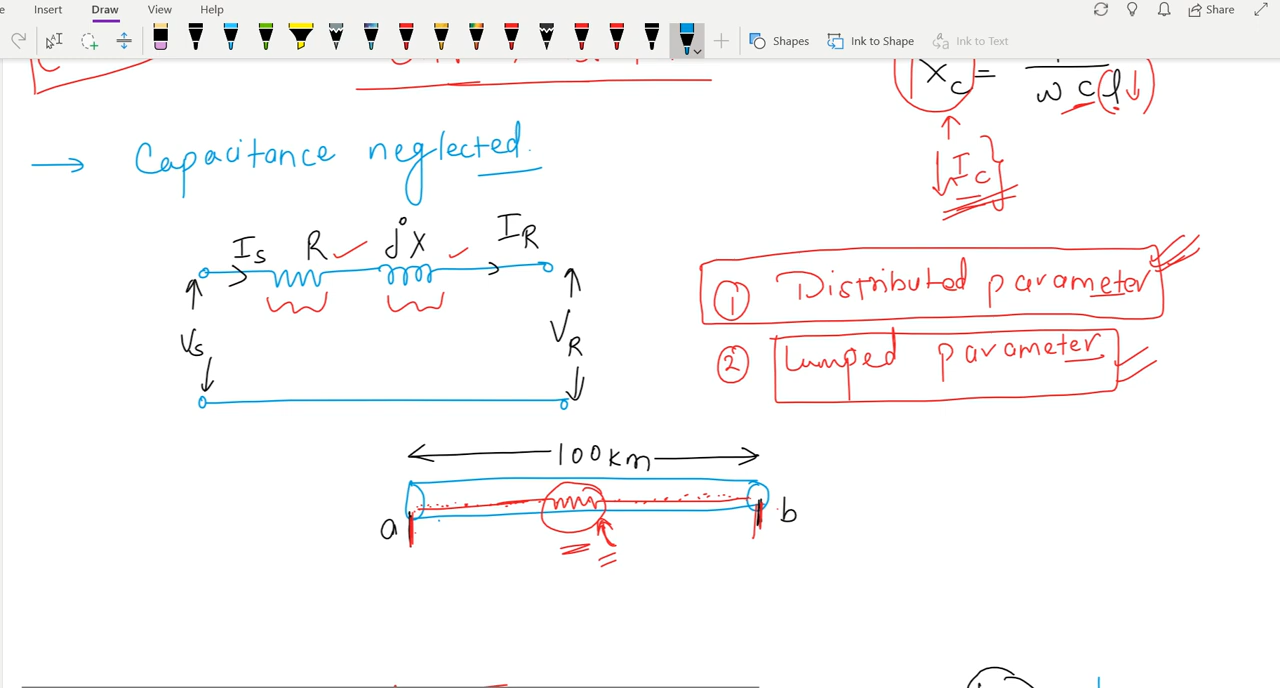 Insert Draw View Help
Share
Shapes Ink to Shape Ink to Text
Xc =
ω c (l↓)
→ Capacitance neglected.
↓Ic}
Is R jX IR
Vs VR
① Distributed parameter
② Lumped parameter
100km
a b